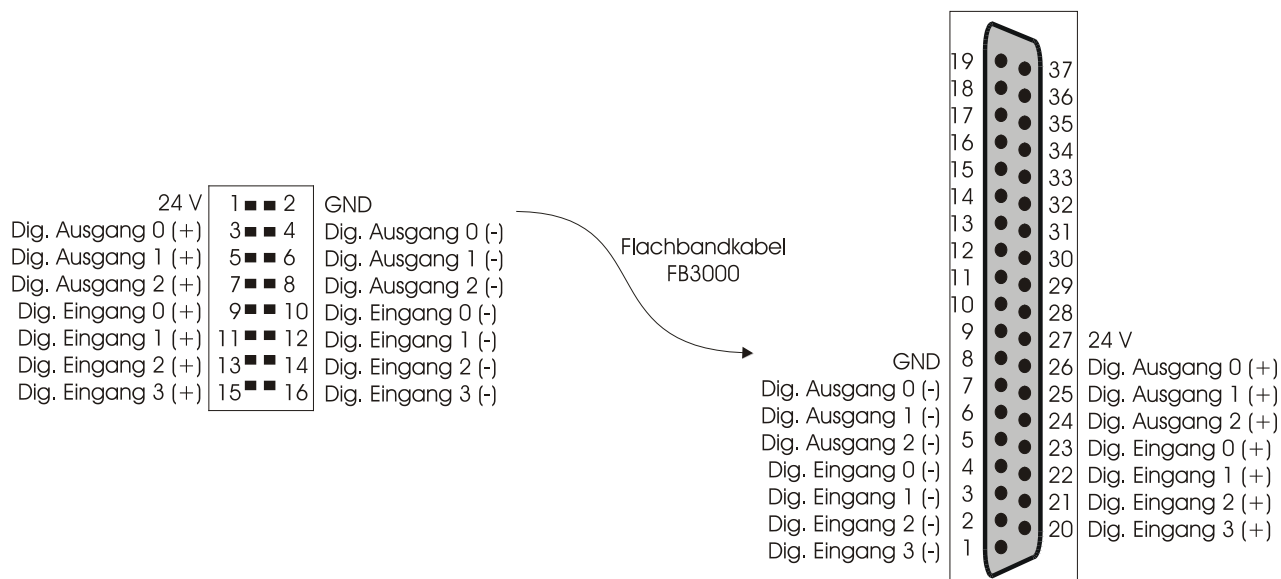 24 V 1 2 GND
Dig. Ausgang 0 (+) 3 4 Dig. Ausgang 0 (-)
Dig. Ausgang 1 (+) 5 6 Dig. Ausgang 1 (-)
Dig. Ausgang 2 (+) 7 8 Dig. Ausgang 2 (-)
Dig. Eingang 0 (+) 9 10 Dig. Eingang 0 (-)
Dig. Eingang 1 (+) 11 12 Dig. Eingang 1 (-)
Dig. Eingang 2 (+) 13 14 Dig. Eingang 2 (-)
Dig. Eingang 3 (+) 15 16 Dig. Eingang 3 (-)
Flachbandkabel
FB3000
19 37
18 36
17 35
16 34
15 33
14 32
13 31
12 30
11 29
10 28
9 27 24 V
GND 8 26 Dig. Ausgang 0 (+)
Dig. Ausgang 0 (-) 7 25 Dig. Ausgang 1 (+)
Dig. Ausgang 1 (-) 6 24 Dig. Ausgang 2 (+)
Dig. Ausgang 2 (-) 5 23 Dig. Eingang 0 (+)
Dig. Eingang 0 (-) 4 22 Dig. Eingang 1 (+)
Dig. Eingang 1 (-) 3 21 Dig. Eingang 2 (+)
Dig. Eingang 2 (-) 2 20 Dig. Eingang 3 (+)
Dig. Eingang 3 (-) 1